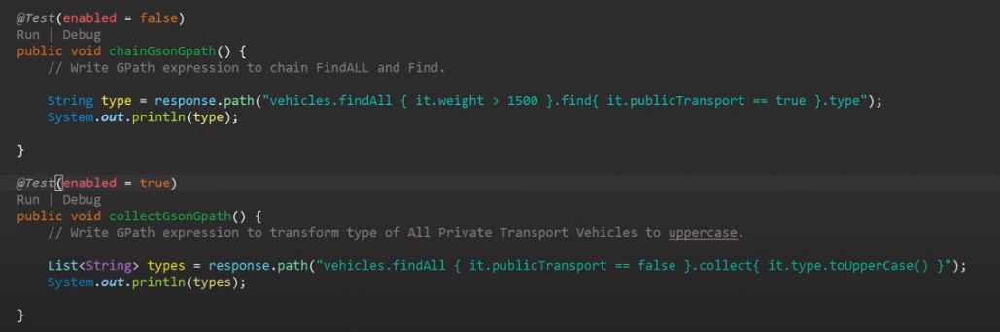 @Test(enabled = false)
Run | Debug
public void chainGsonGpath() {
// Write GPath expression to chain FindALL and Find.
String type = response.path("vehicles.findAll { it.weight > 1500 }.find{ it.publicTransport == true }.type");
System.out.println(type);
}
@Test(enabled = true)
Run | Debug
public void collectGsonGpath() {
// Write GPath expression to transform type of All Private Transport Vehicles to uppercase.
List<String> types = response.path("vehicles.findAll { it.publicTransport == false }.collect{ it.type.toUpperCase() }");
System.out.println(types);
}